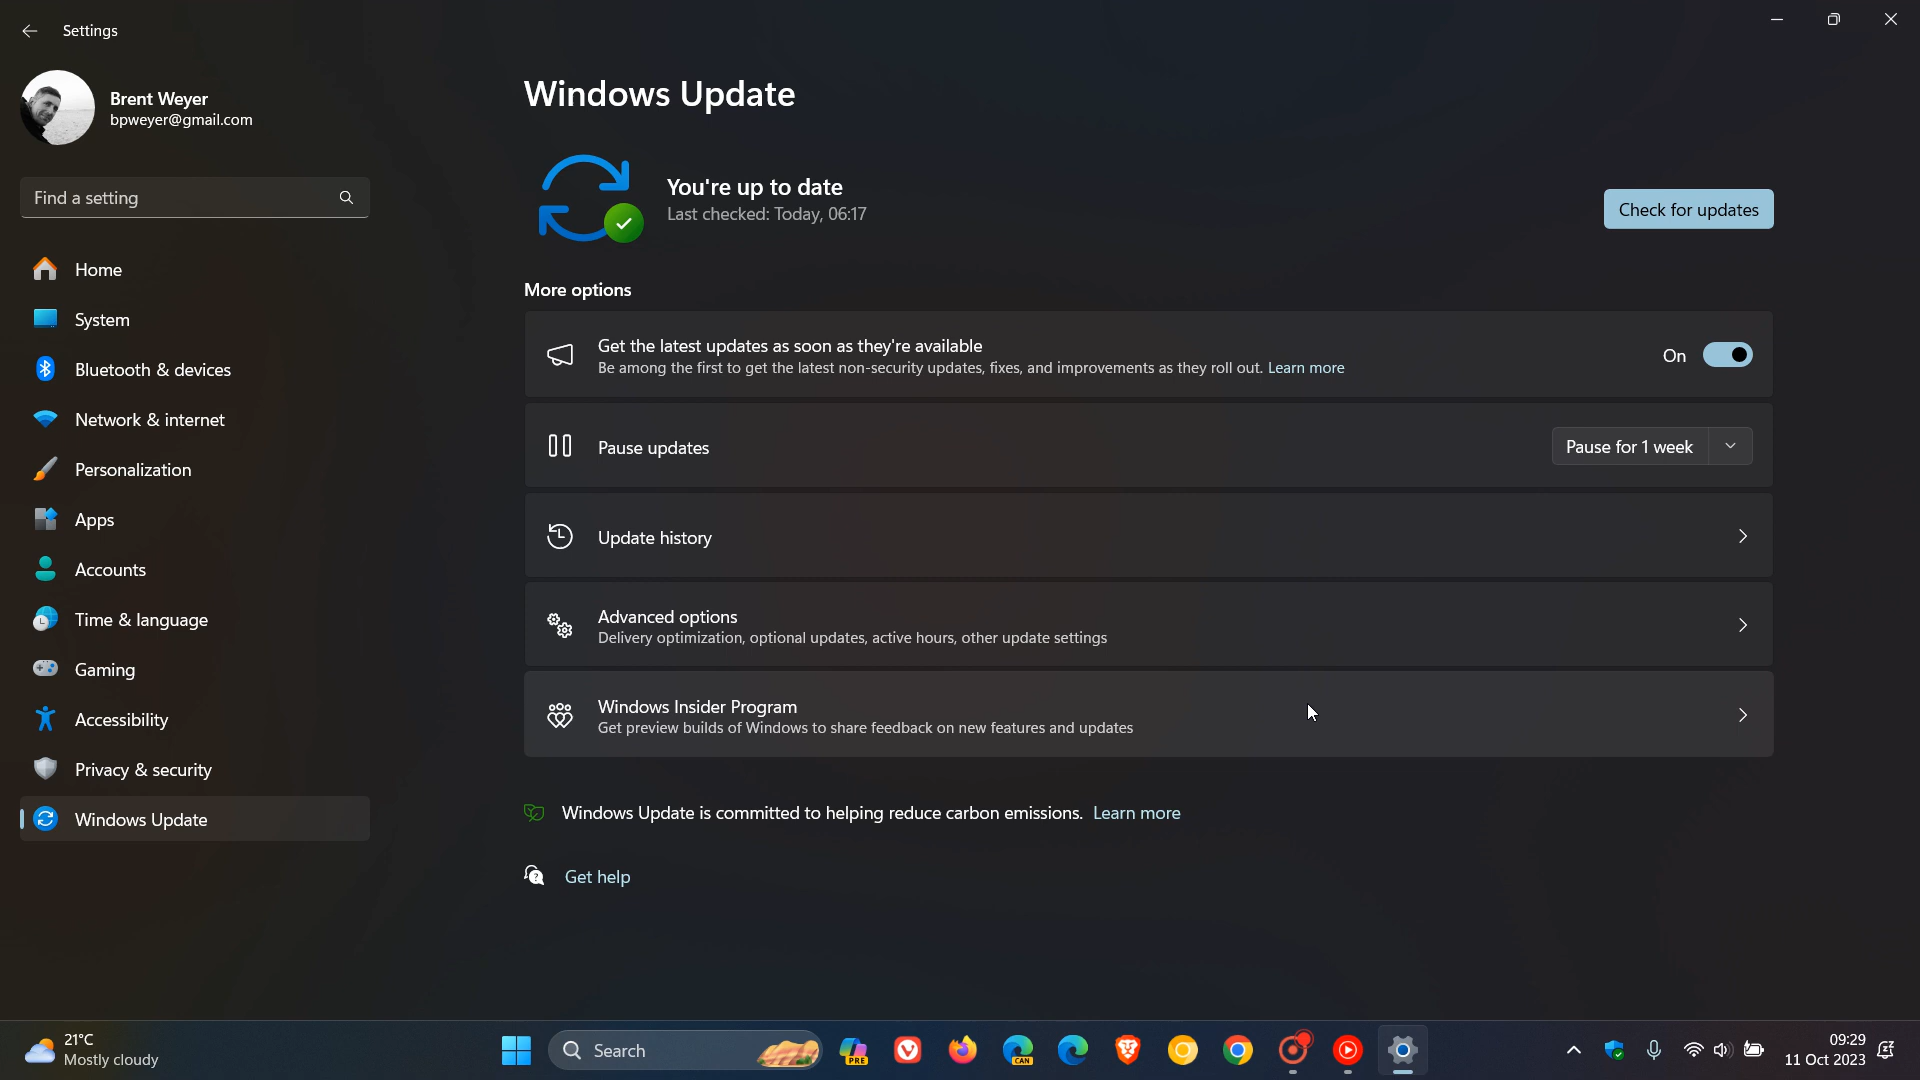 Settings
Brent Weyer
bpweyer@gmail.com
Find a setting
Home
System
Bluetooth & devices
Network & internet
Personalization
Apps
Accounts
Time & language
Gaming
Accessibility
Privacy & security
Windows Update
Windows Update
You're up to date
Last checked: Today, 06:17
Check for updates
More options
Get the latest updates as soon as they're available
Be among the first to get the latest non-security updates, fixes, and improvements as they roll out. Learn more
On
Pause updates
Pause for 1 week
Update history
Advanced options
Delivery optimization, optional updates, active hours, other update settings
Windows Insider Program
Get preview builds of Windows to share feedback on new features and updates
Windows Update is committed to helping reduce carbon emissions. Learn more
Get help
21°C
Mostly cloudy
Search
PRE
CAN
09:29
11 Oct 2023